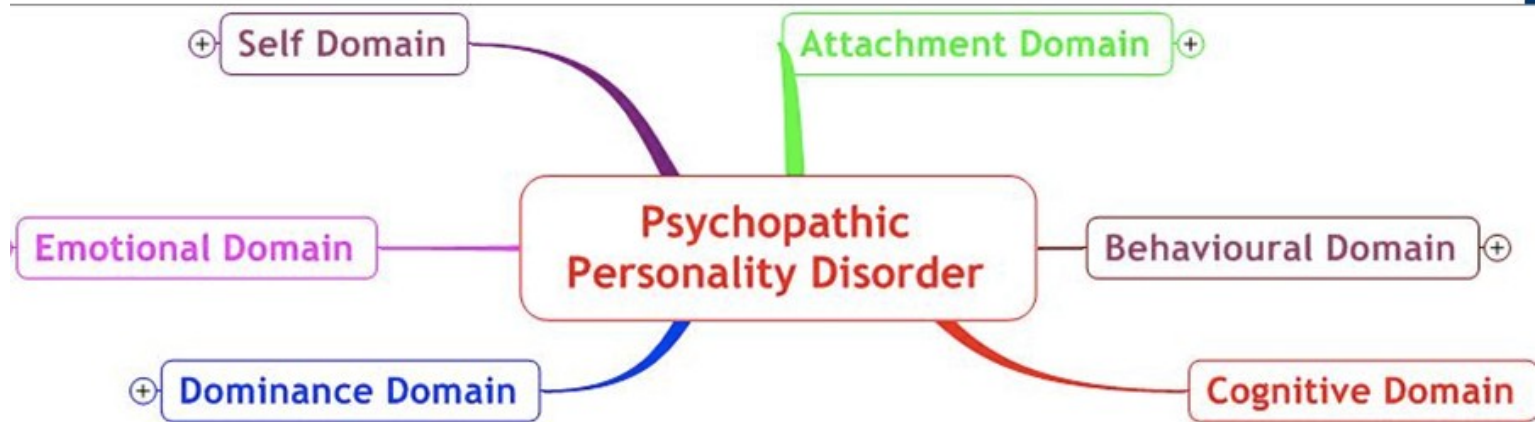 Self Domain
Attachment Domain
Psychopathic
Personality Disorder
Emotional Domain
Behavioural Domain
Dominance Domain
Cognitive Domain